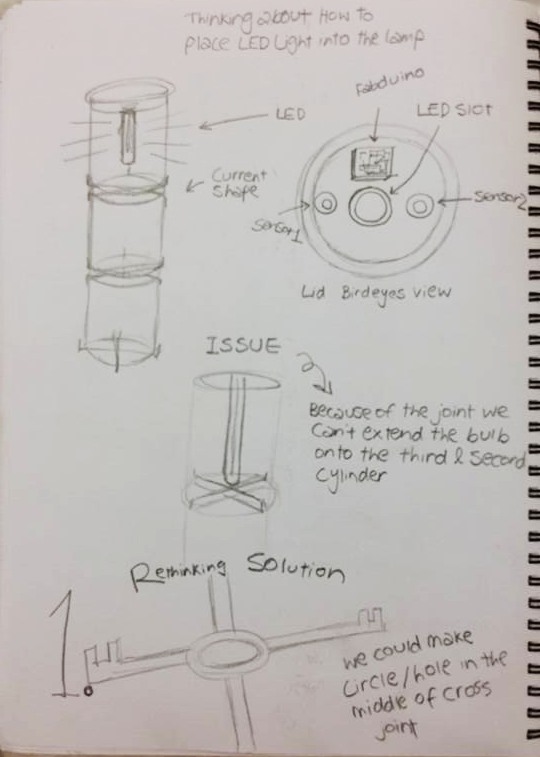 Thinking about How to
place LED Light into the lamp
LED
Current
Shape
Fabduino
LED SLOT
Sensor1
Sensor2
Lid Birdeyes view
ISSUE
Because of the joint we
Can't extend the bulb
onto the third & second
Cylinder
Rethinking Solution
1
we could make
Circle/hole in the
middle of cross
joint